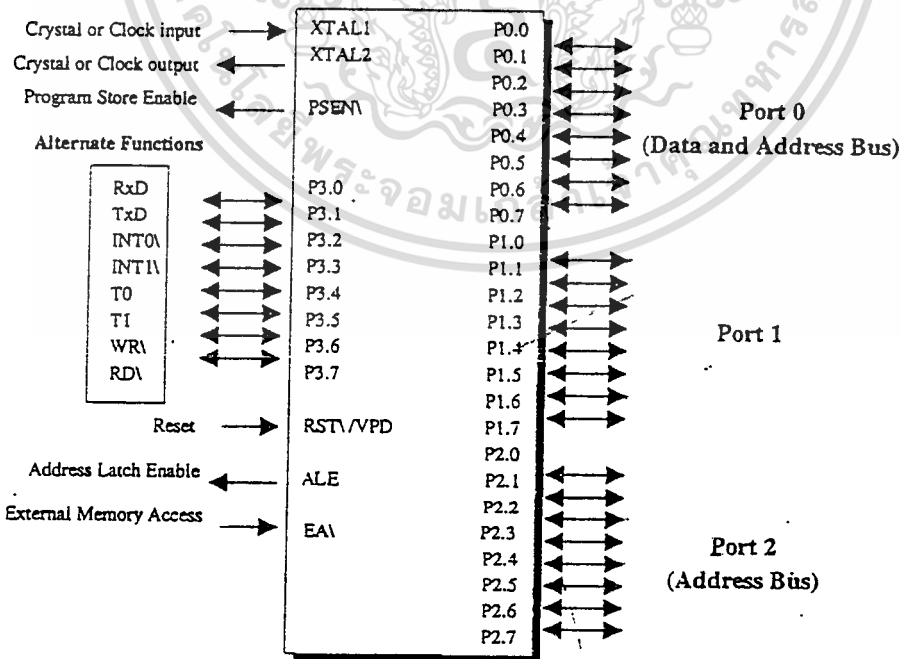 Crystal or Clock input
Crystal or Clock output
Program Store Enable
Alternate Functions
RxD
TxD
INT0\
INT1\
T0
T1
WR\
RD\
Reset
Address Latch Enable
External Memory Access
XTAL1
XTAL2
PSEN\
P3.0
P3.1
P3.2
P3.3
P3.4
P3.5
P3.6
P3.7
RST\/VPD
ALE
EA\
P0.0
P0.1
P0.2
P0.3
P0.4
P0.5
P0.6
P0.7
P1.0
P1.1
P1.2
P1.3
P1.4
P1.5
P1.6
P1.7
P2.0
P2.1
P2.2
P2.3
P2.4
P2.5
P2.6
P2.7
Port 0
(Data and Address Bus)
Port 1
Port 2
(Address Bus)